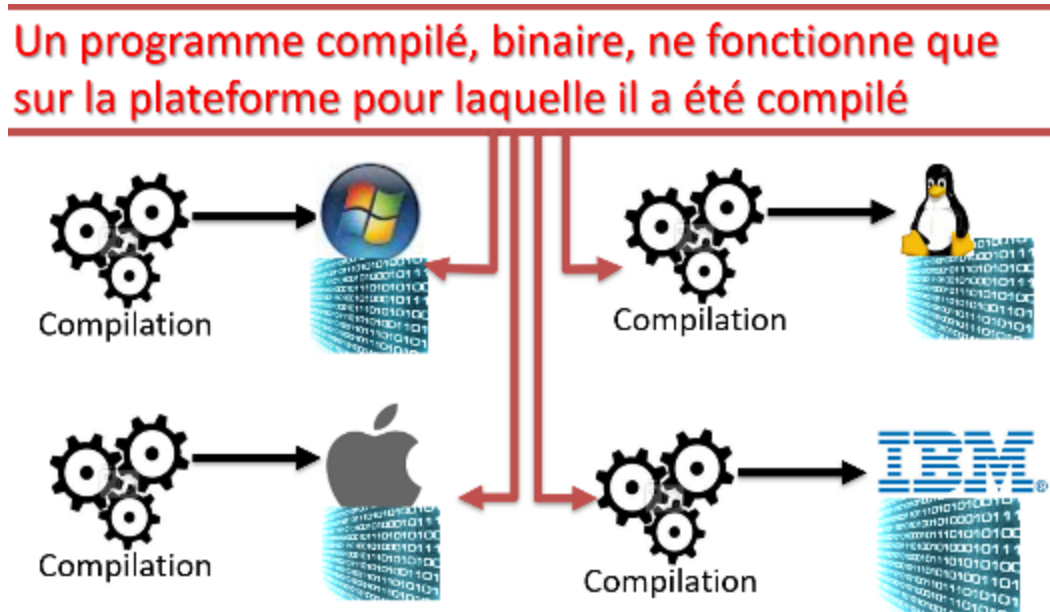 Un programme compilé, binaire, ne fonctionne que
sur la plateforme pour laquelle il a été compilé
Compilation
Compilation
Compilation
IBM®
Compilation